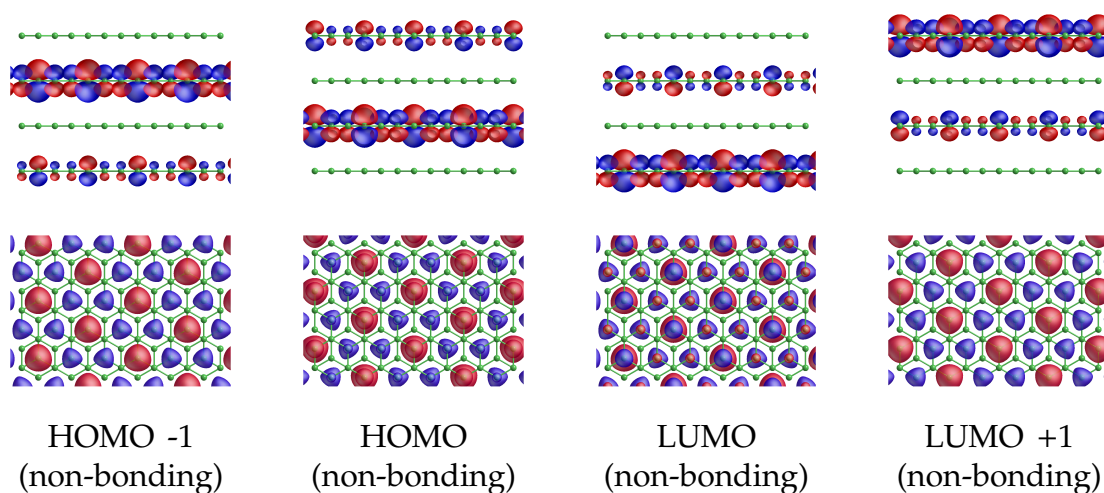 HOMO -1
(non-bonding)
HOMO
(non-bonding)
LUMO
(non-bonding)
LUMO +1
(non-bonding)